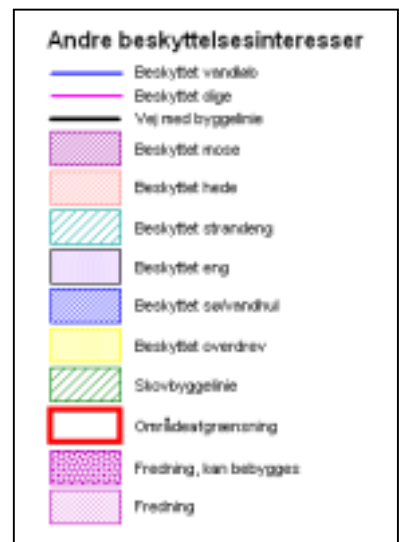 Andre beskyttelsesinteresser
Beskyttet vandløb
Beskyttet dige
Vej med byggelinie
Beskyttet mose
Beskyttet hede
Beskyttet strandeng
Beskyttet eng
Beskyttet sø/vandhul
Beskyttet overdrev
Skovbyggelinie
Områdeafgrænsning
Fredning, kan bebygges
Fredning